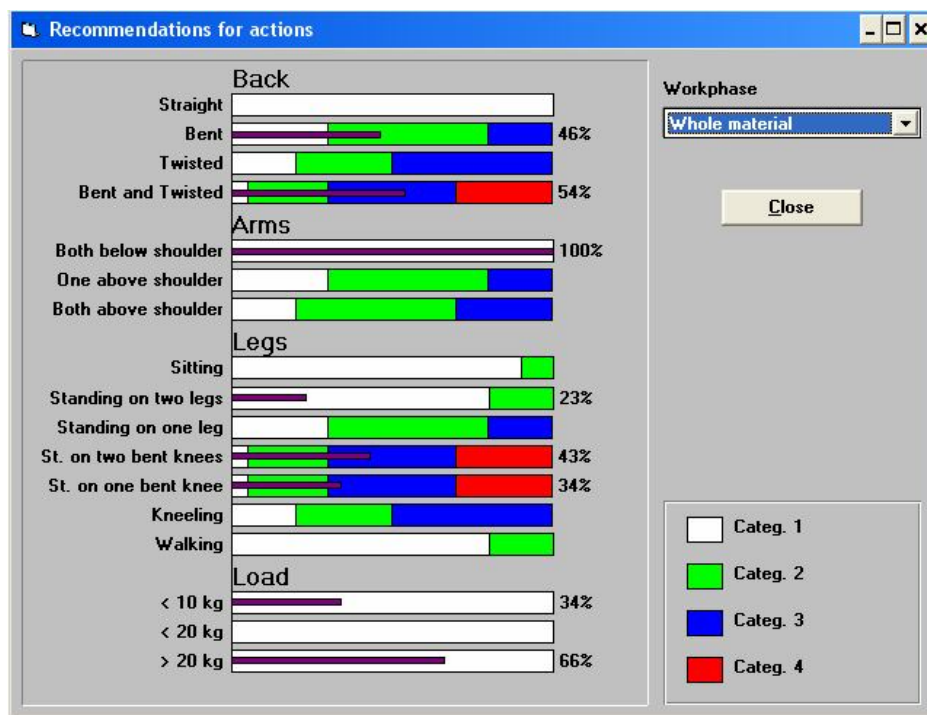 Recommendations for actions
Back
Straight
Bent 46%
Twisted
Bent and Twisted 54%
Arms
Both below shoulder 100%
One above shoulder
Both above shoulder
Legs
Sitting
Standing on two legs 23%
Standing on one leg
St. on two bent knees 43%
St. on one bent knee 34%
Kneeling
Walking
Load
< 10 kg 34%
< 20 kg
> 20 kg 66%
Workphase
Whole material
Close
Categ. 1
Categ. 2
Categ. 3
Categ. 4